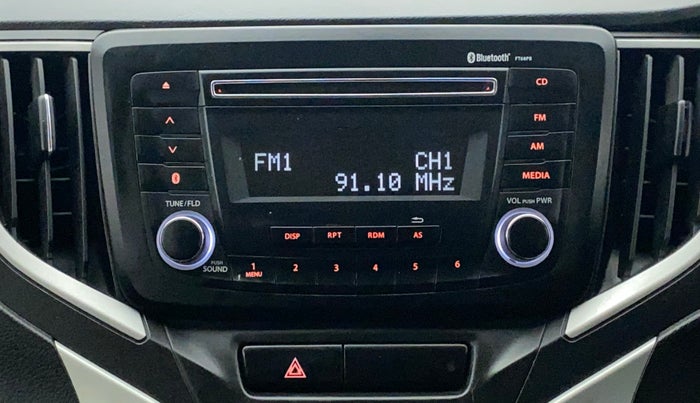 Bluetooth® FT68PB
CD
FM
AM
MEDIA
FM1 CH1
91.10 MHz
TUNE/FLD
VOL PUSH PWR
PUSH
SOUND
DISP RPT RDM AS
1 2 3 4 5 6
MENU